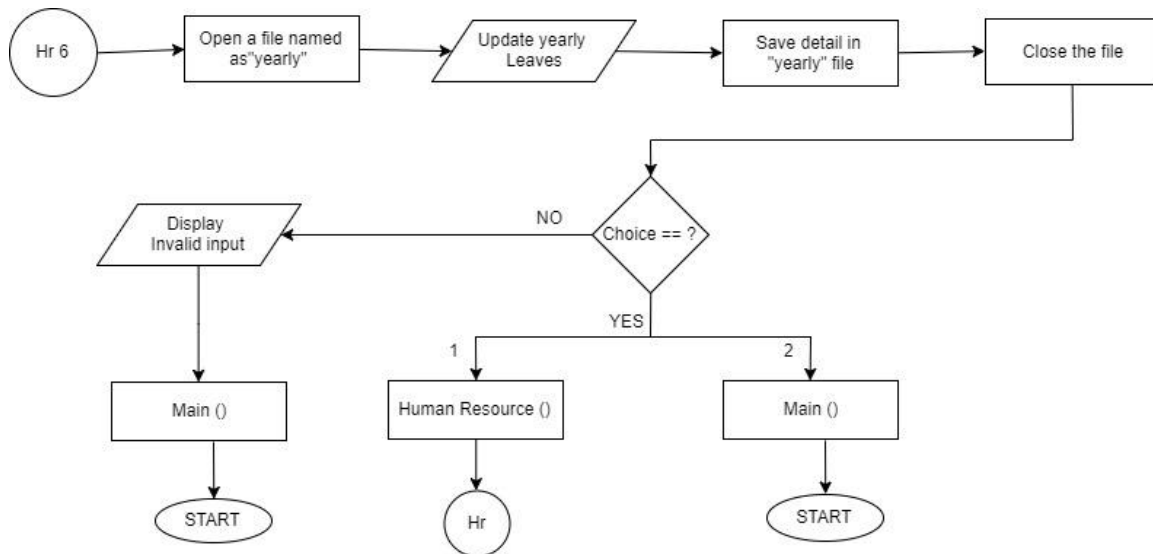 Hr 6
Open a file named
as"yearly"
Update yearly
Leaves
Save detail in
"yearly" file
Close the file
Choice == ?
NO
Display
Invalid input
YES
1
2
Main ()
Human Resource ()
Main ()
START
Hr
START